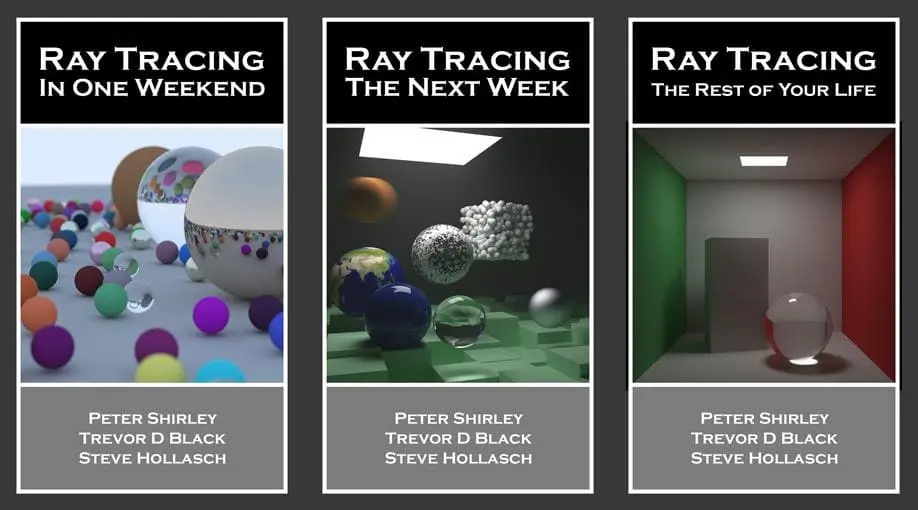 Ray Tracing
In One Weekend
Peter Shirley
Trevor D Black
Steve Hollasch
Ray Tracing
The Next Week
Peter Shirley
Trevor D Black
Steve Hollasch
Ray Tracing
The Rest of Your Life
Peter Shirley
Trevor D Black
Steve Hollasch